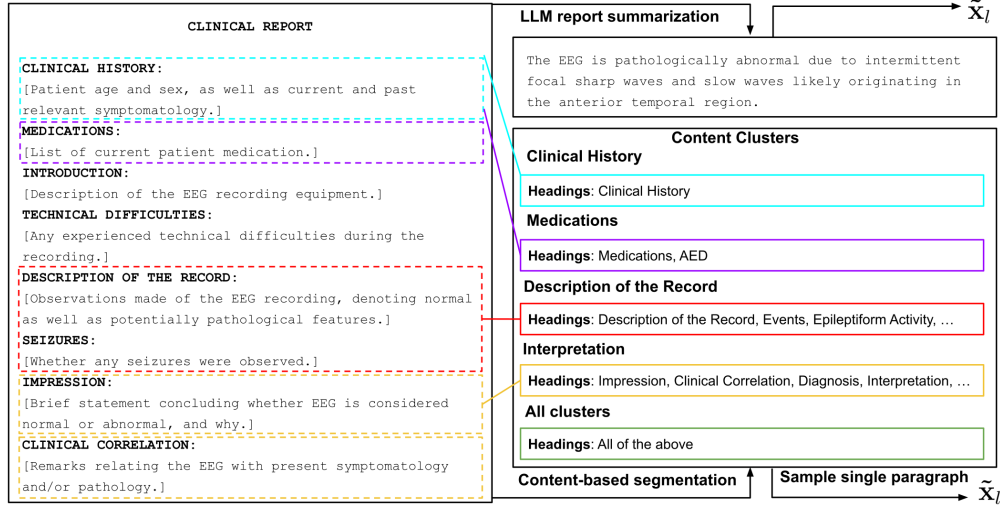 CLINICAL REPORT
CLINICAL HISTORY:
[Patient age and sex, as well as current and past
relevant symptomatology.]
MEDICATIONS:
[List of current patient medication.]
INTRODUCTION:
[Description of the EEG recording equipment.]
TECHNICAL DIFFICULTIES:
[Any experienced technical difficulties during the
recording.]
DESCRIPTION OF THE RECORD:
[Observations made of the EEG recording, denoting normal
as well as potentially pathological features.]
SEIZURES:
[Whether any seizures were observed.]
IMPRESSION:
[Brief statement concluding whether EEG is considered
normal or abnormal, and why.]
CLINICAL CORRELATION:
[Remarks relating the EEG with present symptomatology
and/or pathology.]
LLM report summarization
x̃_l
The EEG is pathologically abnormal due to intermittent
focal sharp waves and slow waves likely originating in
the anterior temporal region.
Content Clusters
Clinical History
Headings: Clinical History
Medications
Headings: Medications, AED
Description of the Record
Headings: Description of the Record, Events, Epileptiform Activity, ...
Interpretation
Headings: Impression, Clinical Correlation, Diagnosis, Interpretation, ...
All clusters
Headings: All of the above
Content-based segmentation
Sample single paragraph
x̃_l